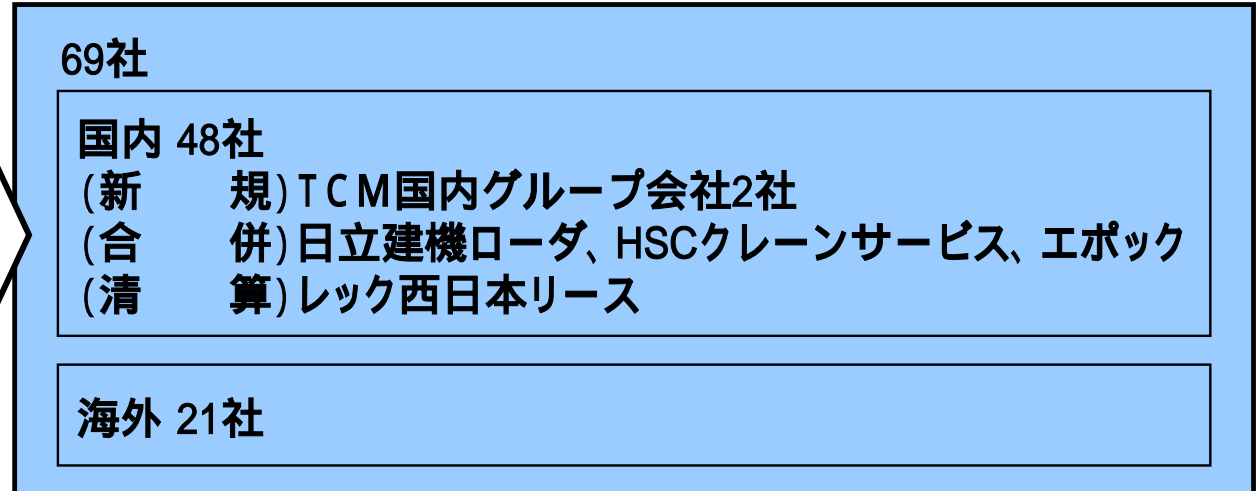 69社
国内 48社
(新　　規)TCM国内グループ会社2社
(合　　併)日立建機ローダ、HSCクレーンサービス、エポック
(清　　算)レック西日本リース
海外 21社